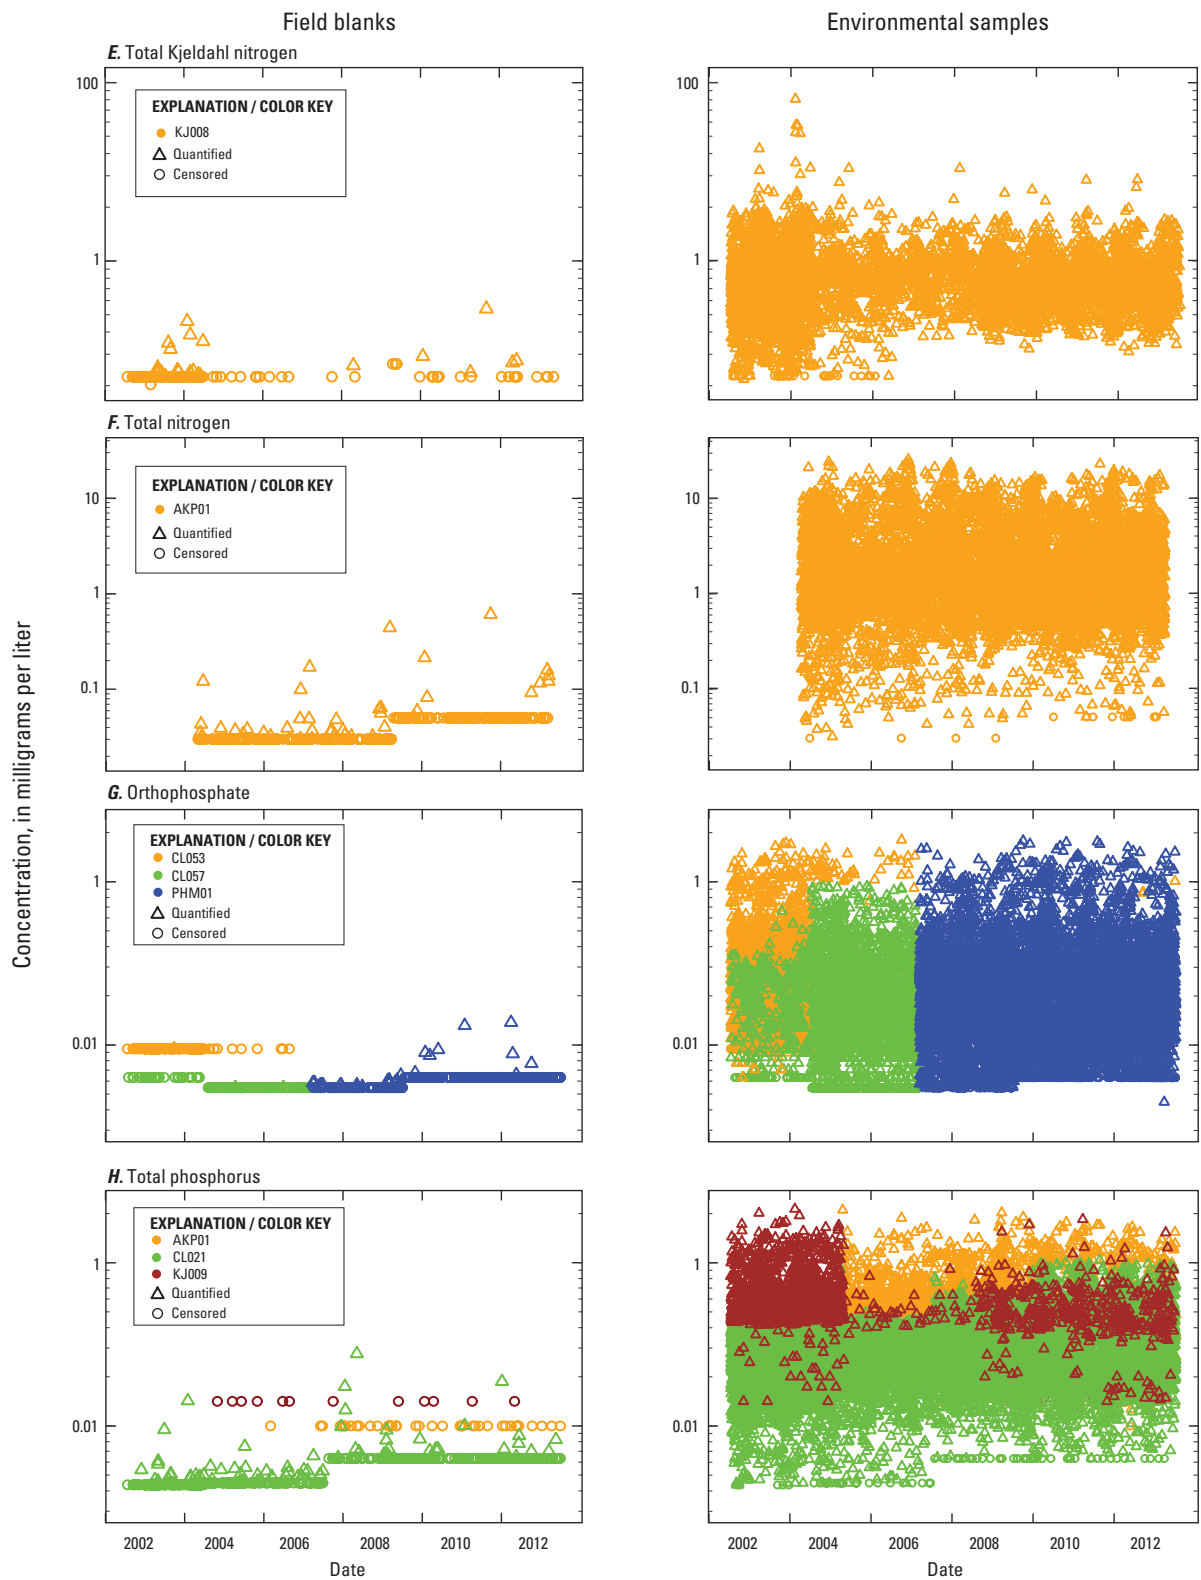 Field blanks
Environmental samples
E. Total Kjeldahl nitrogen
100
1
EXPLANATION / COLOR KEY
KJ008
Quantified
Censored
100
1
F. Total nitrogen
10
1
0.1
EXPLANATION / COLOR KEY
AKP01
Quantified
Censored
10
1
0.1
Concentration, in milligrams per liter
G. Orthophosphate
1
0.01
EXPLANATION / COLOR KEY
CL053
CL057
PHM01
Quantified
Censored
1
0.01
H. Total phosphorus
1
0.01
EXPLANATION / COLOR KEY
AKP01
CL021
KJ009
Quantified
Censored
2002 2004 2006 2008 2010 2012
Date
1
0.01
2002 2004 2006 2008 2010 2012
Date